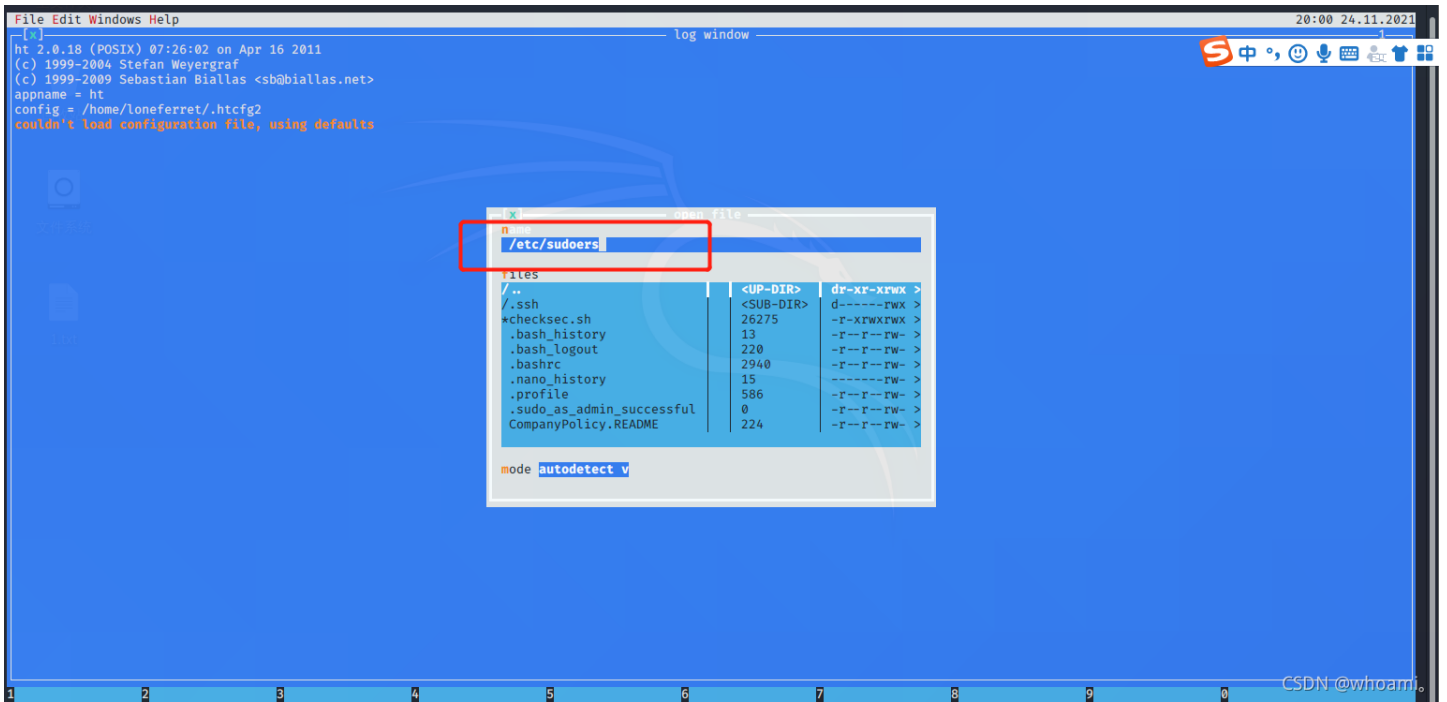 File Edit Windows Help 20:00 24.11.2021
[x] log window 1
ht 2.0.18 (POSIX) 07:26:02 on Apr 16 2011
(c) 1999-2004 Stefan Weyergraf
(c) 1999-2009 Sebastian Biallas <sb@biallas.net>
appname = ht
config = /home/loneferret/.htcfg2
couldn't load configuration file, using defaults
中
[x] open file
name
/etc/sudoers
files
/.. <UP-DIR> dr-xr-xrwx >
/.ssh <SUB-DIR> d------rwx >
*checksec.sh 26275 -r-xrwxrwx >
.bash_history 13 -r--r--rw- >
.bash_logout 220 -r--r--rw- >
.bashrc 2940 -r--r--rw- >
.nano_history 15 -------rw- >
.profile 586 -r--r--rw- >
.sudo_as_admin_successful 0 -r--r--rw- >
CompanyPolicy.README 224 -r--r--rw- >
mode autodetect v
1 2 3 4 5 6 7 8 9 0
CSDN @whoami。